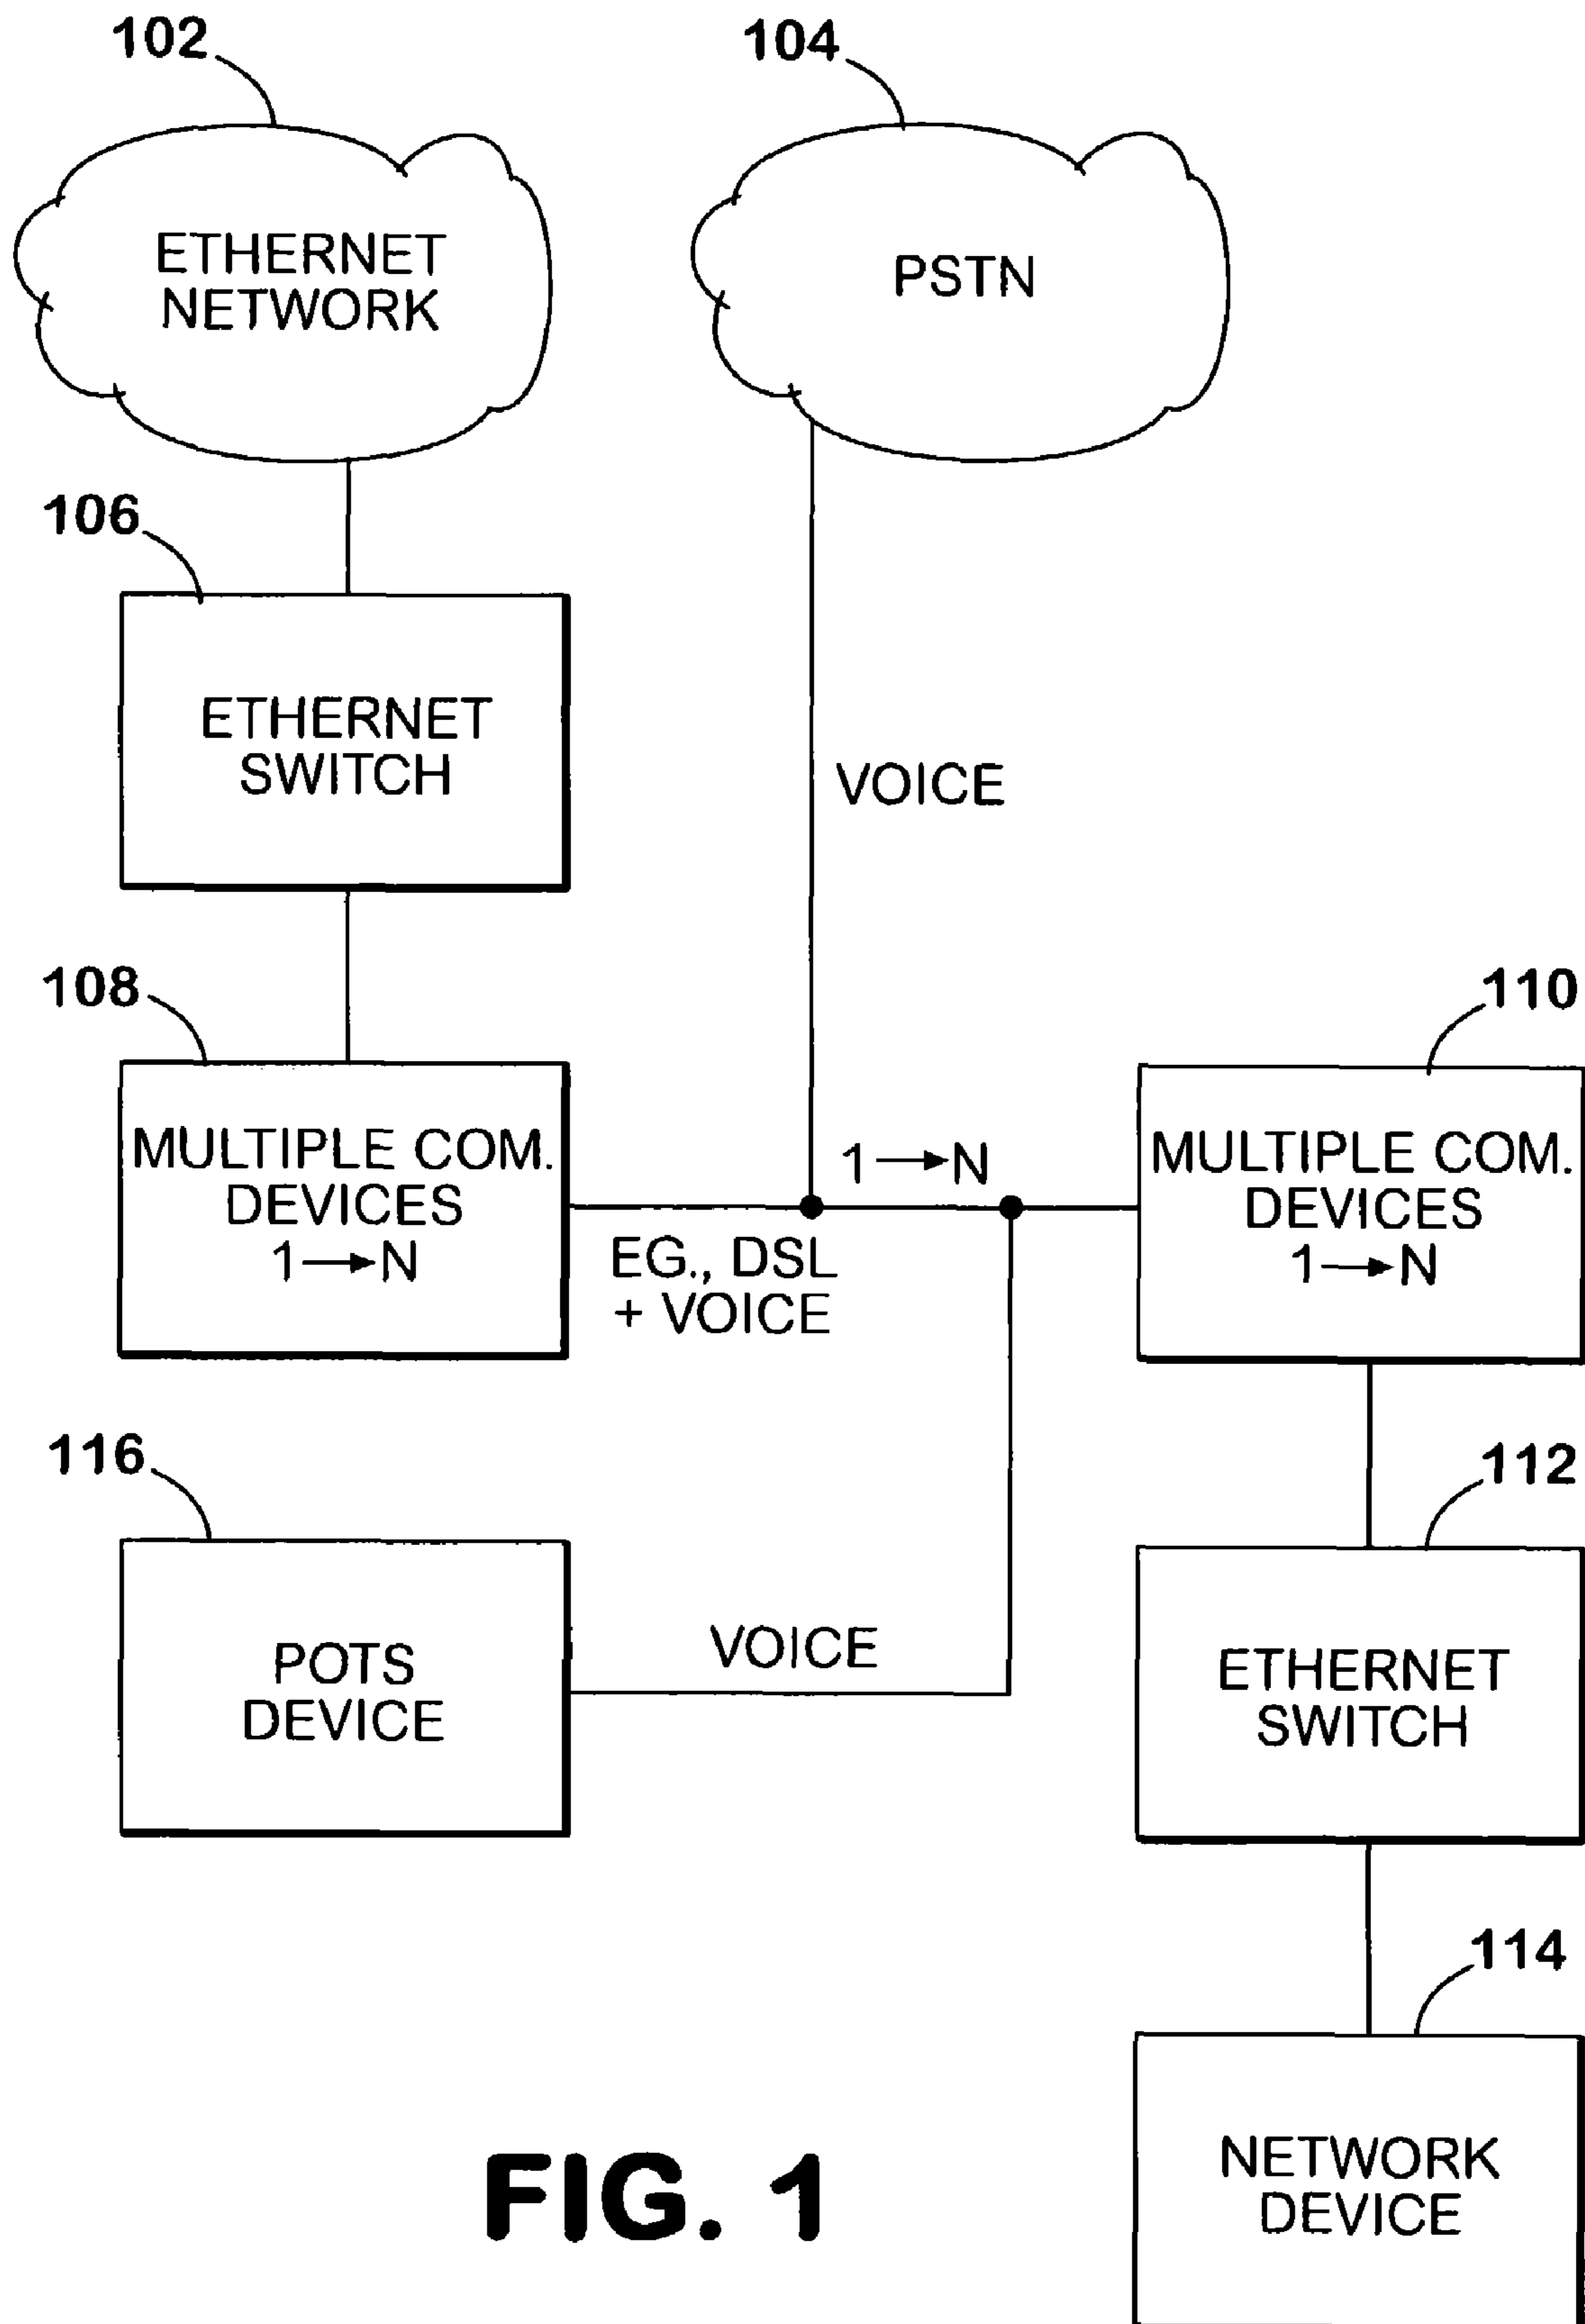 102
104
ETHERNET
NETWORK
PSTN
106
ETHERNET
SWITCH
VOICE
108
110
MULTIPLE COM.
DEVICES
1→N
1→N
EG., DSL
+ VOICE
MULTIPLE COM.
DEVICES
1→N
116
112
POTS
DEVICE
VOICE
ETHERNET
SWITCH
114
NETWORK
DEVICE
FIG. 1